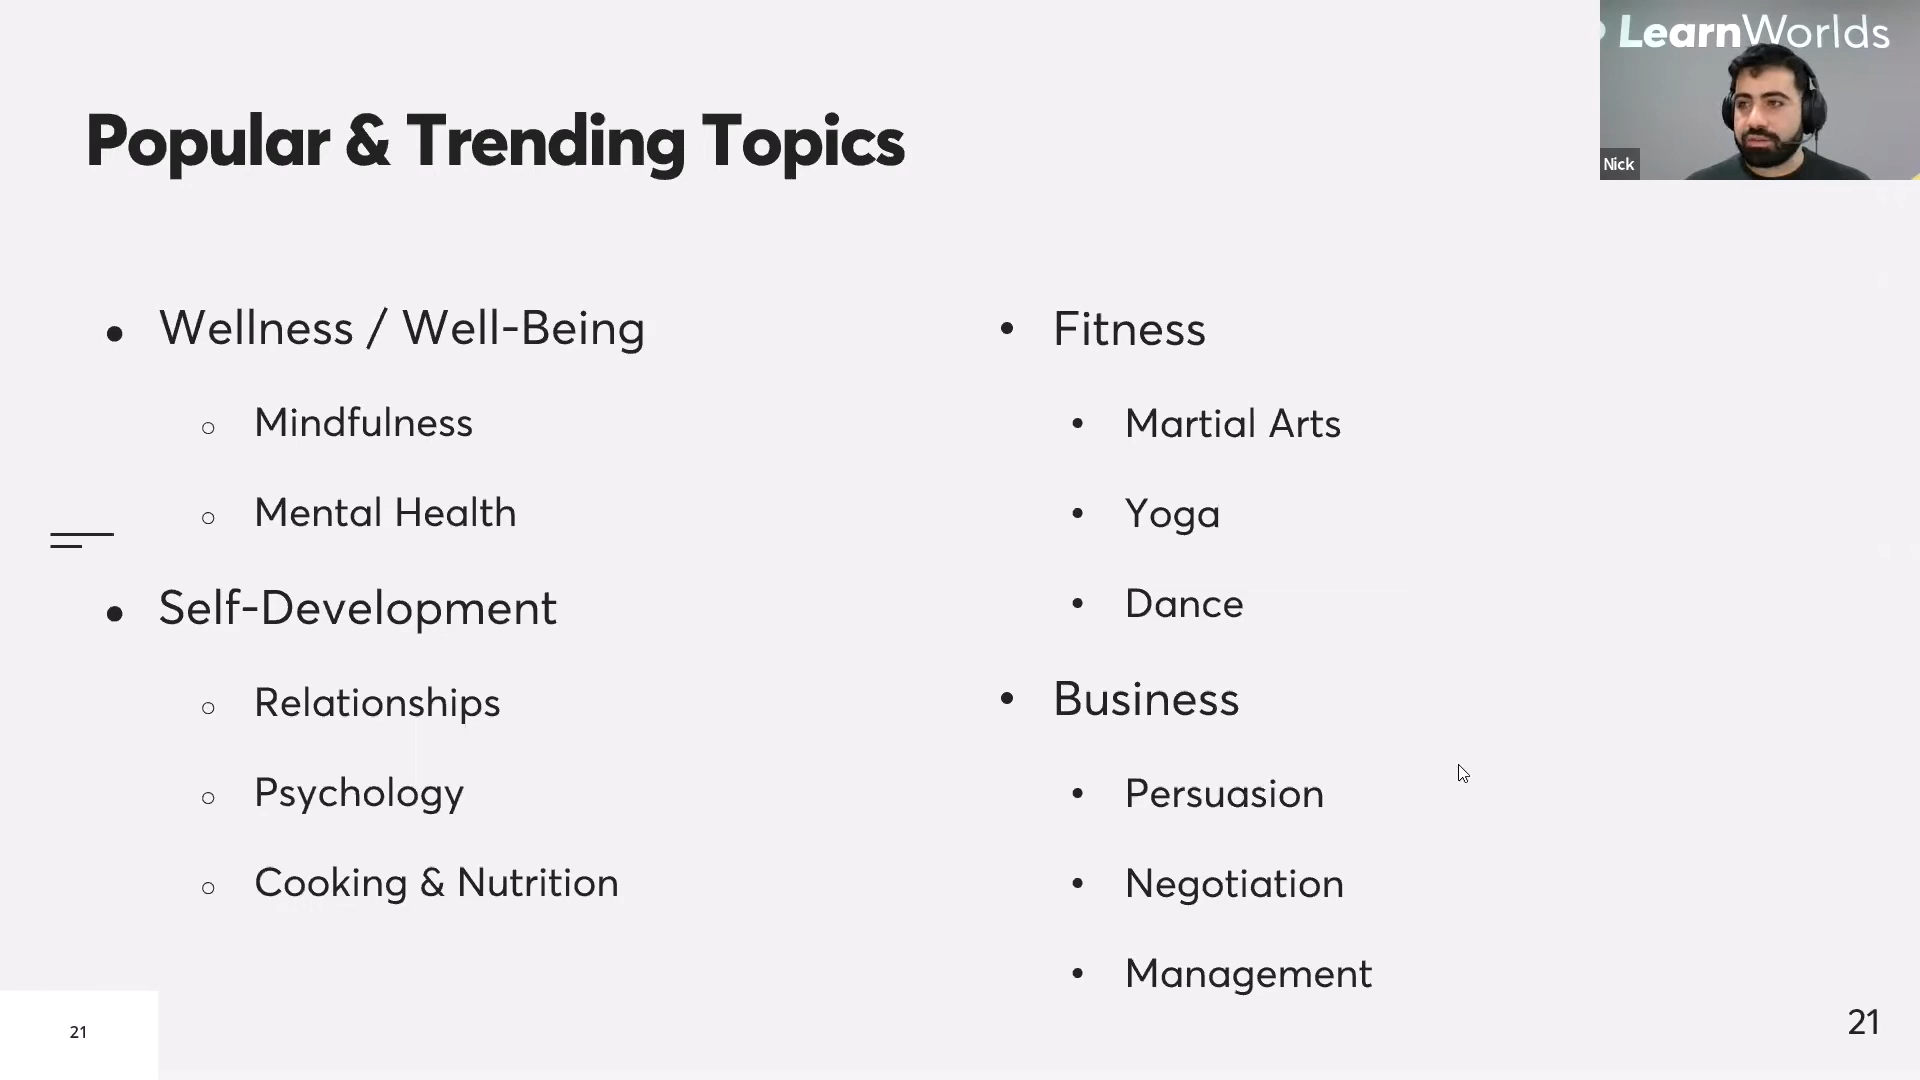 LearnWorlds
Nick
Popular & Trending Topics
• Wellness / Well-Being
○ Mindfulness
○ Mental Health
• Self-Development
○ Relationships
○ Psychology
○ Cooking & Nutrition
• Fitness
• Martial Arts
• Yoga
• Dance
• Business
• Persuasion
• Negotiation
• Management
21
21